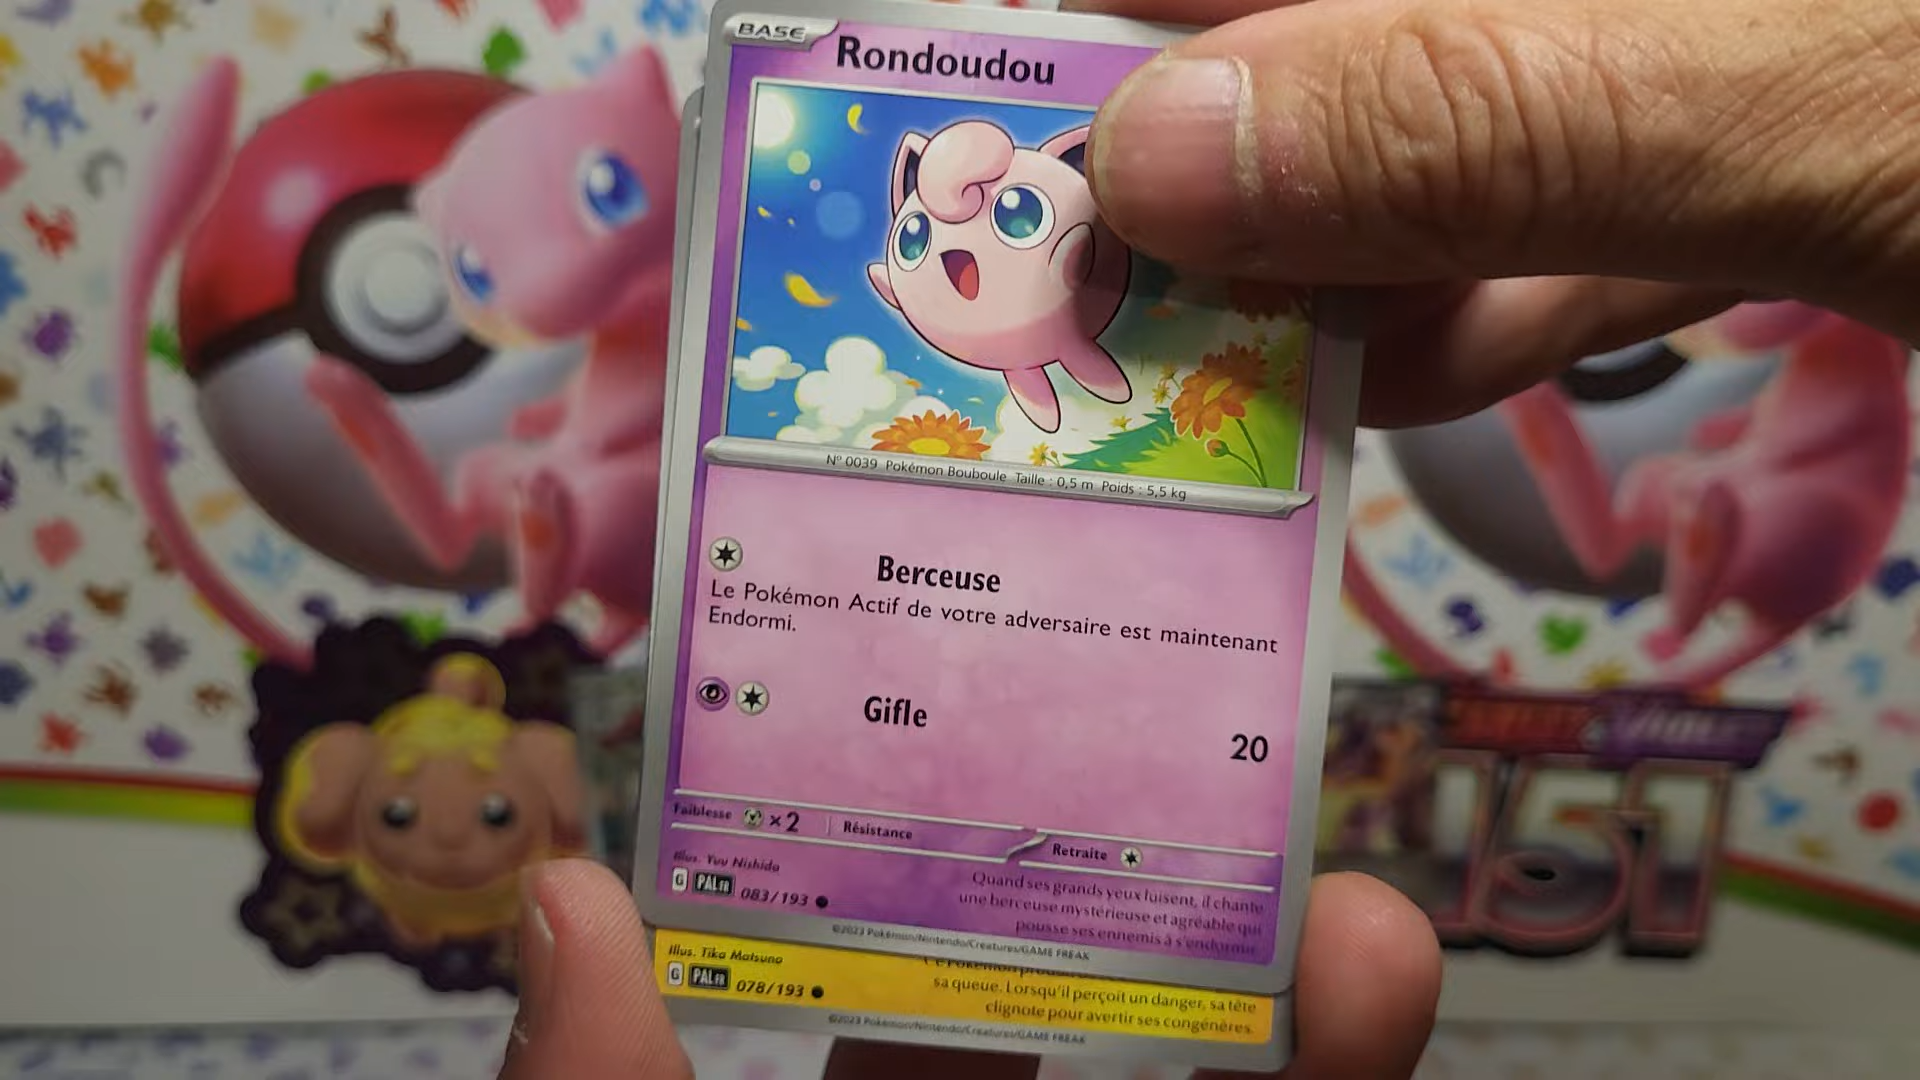 BASE
Rondoudou
Nº 0039 Pokémon Bouboule Taille : 0,5 m Poids : 5,5 kg
Berceuse
Le Pokémon Actif de votre adversaire est maintenant
Endormi.
Gifle
20
Faiblesse ×2 Résistance
Retraite
Illus. Yuu Nishida
G PAL FR 083/193
Quand ses grands yeux luisent, il chante
une berceuse mystérieuse et agréable qui
pousse ses ennemis à s'endormir.
©2023 Pokémon/Nintendo/Creatures/GAME FREAK
Illus. Tika Matsuno
G PAL FR 078/193
sa queue. Lorsqu'il perçoit un danger, sa tête
clignote pour avertir ses congénères.
©2023 Pokémon/Nintendo/Creatures/GAME FREAK
151